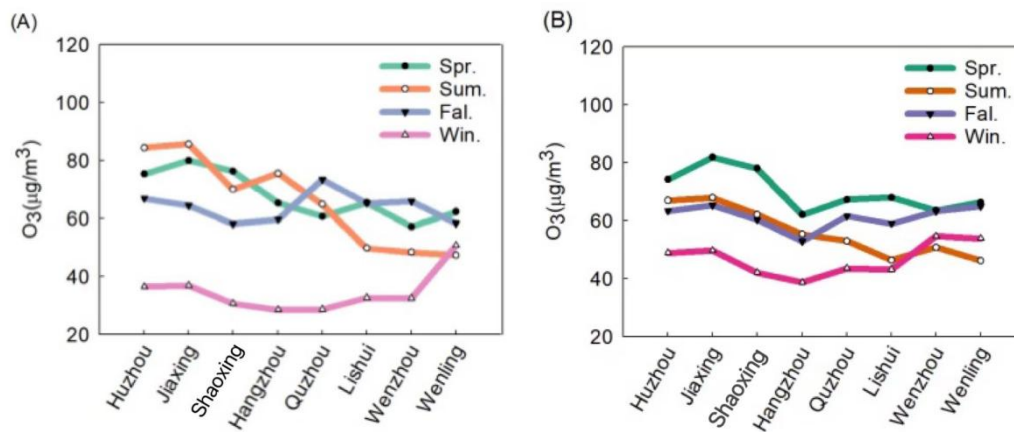 (A)
120
100
80
60
40
20
O3(μg/m3)
Spr.
Sum.
Fal.
Win.
Huzhou
Jiaxing
Shaoxing
Hangzhou
Quzhou
Lishui
Wenzhou
Wenling
(B)
120
100
80
60
40
20
O3(μg/m3)
Spr.
Sum.
Fal.
Win.
Huzhou
Jiaxing
Shaoxing
Hangzhou
Quzhou
Lishui
Wenzhou
Wenling